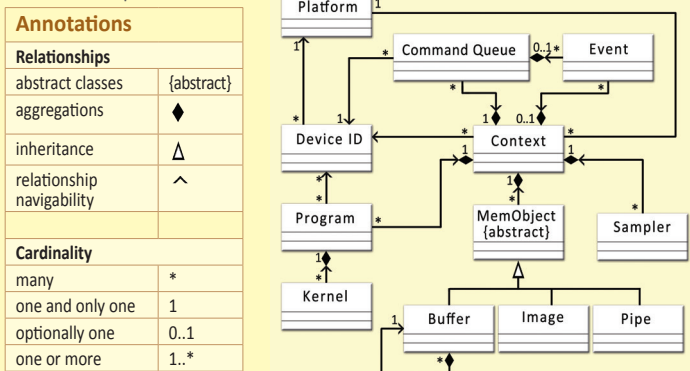 Annotations
Relationships
abstract classes {abstract}
aggregations
inheritance
relationship
navigability
Cardinality
many *
one and only one 1
optionally one 0..1
one or more 1..*
Platform 1
1
Command Queue 0..1 * Event
*
* *
* 1 1 0..1
Device ID * Context *
* 1 1
*
1
*
Program * MemObject
{abstract} * Sampler
1
*
Kernel
1 Buffer Image Pipe
*